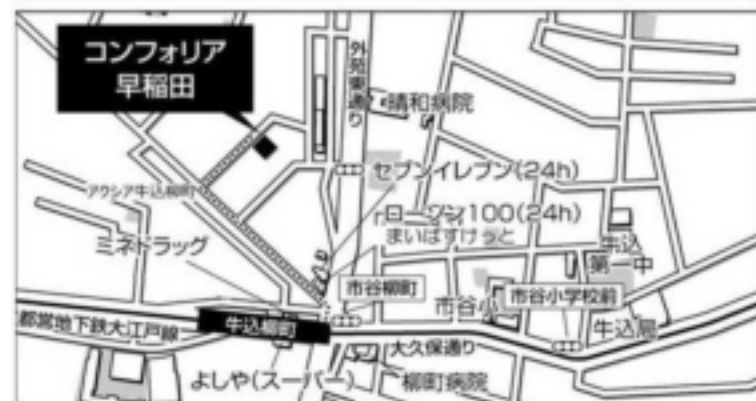 コンフォリア
早稲田
外苑東通り
晴和病院
セブンイレブン(24h)
アクシア牛込柳町
ローソン100(24h)
まいばすけっと
ミネドラッグ
市谷柳町
市谷小
市谷小学校前
牛込
第一中
都営地下鉄大江戸線
牛込柳町
牛込局
大久保通り
よしや(スーパー)
柳町病院